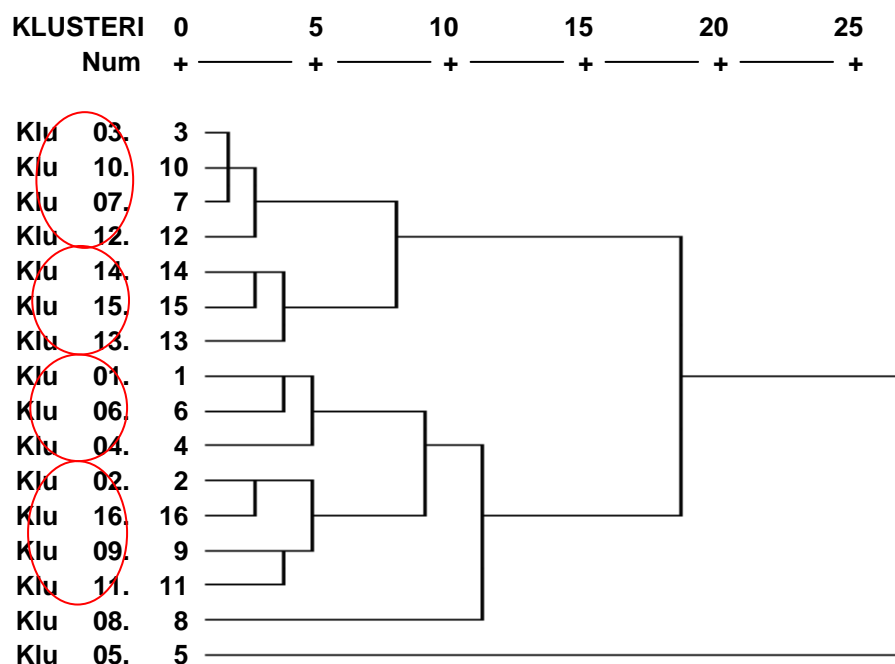 KLUSTERI 0 5 10 15 20 25
Num + + + + + +
Klu 03. 3
Klu 10. 10
Klu 07. 7
Klu 12. 12
Klu 14. 14
Klu 15. 15
Klu 13. 13
Klu 01. 1
Klu 06. 6
Klu 04. 4
Klu 02. 2
Klu 16. 16
Klu 09. 9
Klu 11. 11
Klu 08. 8
Klu 05. 5